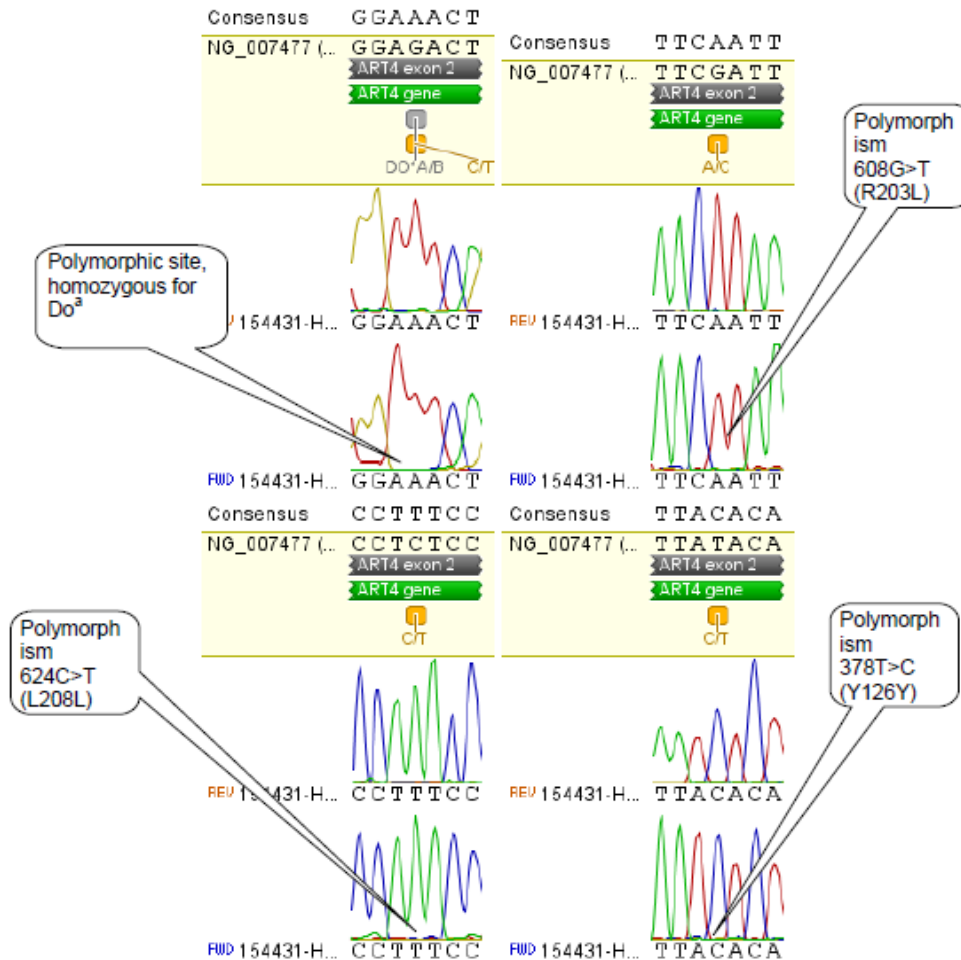 Consensus GGAAACT
NG_007477 (... GGAGACT
ART4 exon 2
ART4 gene
DO*A/B C/T
Polymorphic site,
homozygous for
Doª
154431-H... GGAAACT
FWD 154431-H... GGAAACT
Consensus TTCAATT
NG_007477 (... TTCGATT
ART4 exon 2
ART4 gene
A/C
Polymorph
ism
608G>T
(R203L)
REV 154431-H... TTCAATT
FWD 154431-H... TTCAATT
Consensus CCTTTCC
NG_007477 (... CCTCTCC
ART4 exon 2
ART4 gene
C/T
Polymorph
ism
624C>T
(L208L)
REV 154431-H... CCTTTCC
FWD 154431-H... CCTTTCC
Consensus TTACACA
NG_007477 (... TTATACA
ART4 exon 2
ART4 gene
C/T
Polymorph
ism
378T>C
(Y126Y)
REV 154431-H... TTACACA
FWD 154431-H... TTACACA